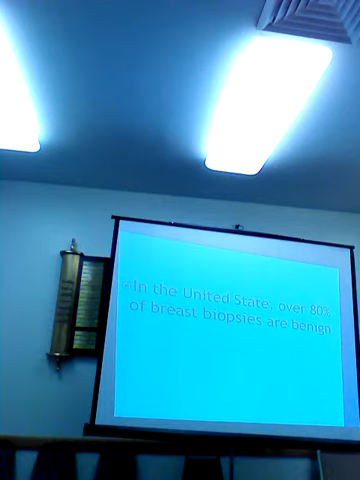 - In the United State, over 80%
of breast biopsies are benign